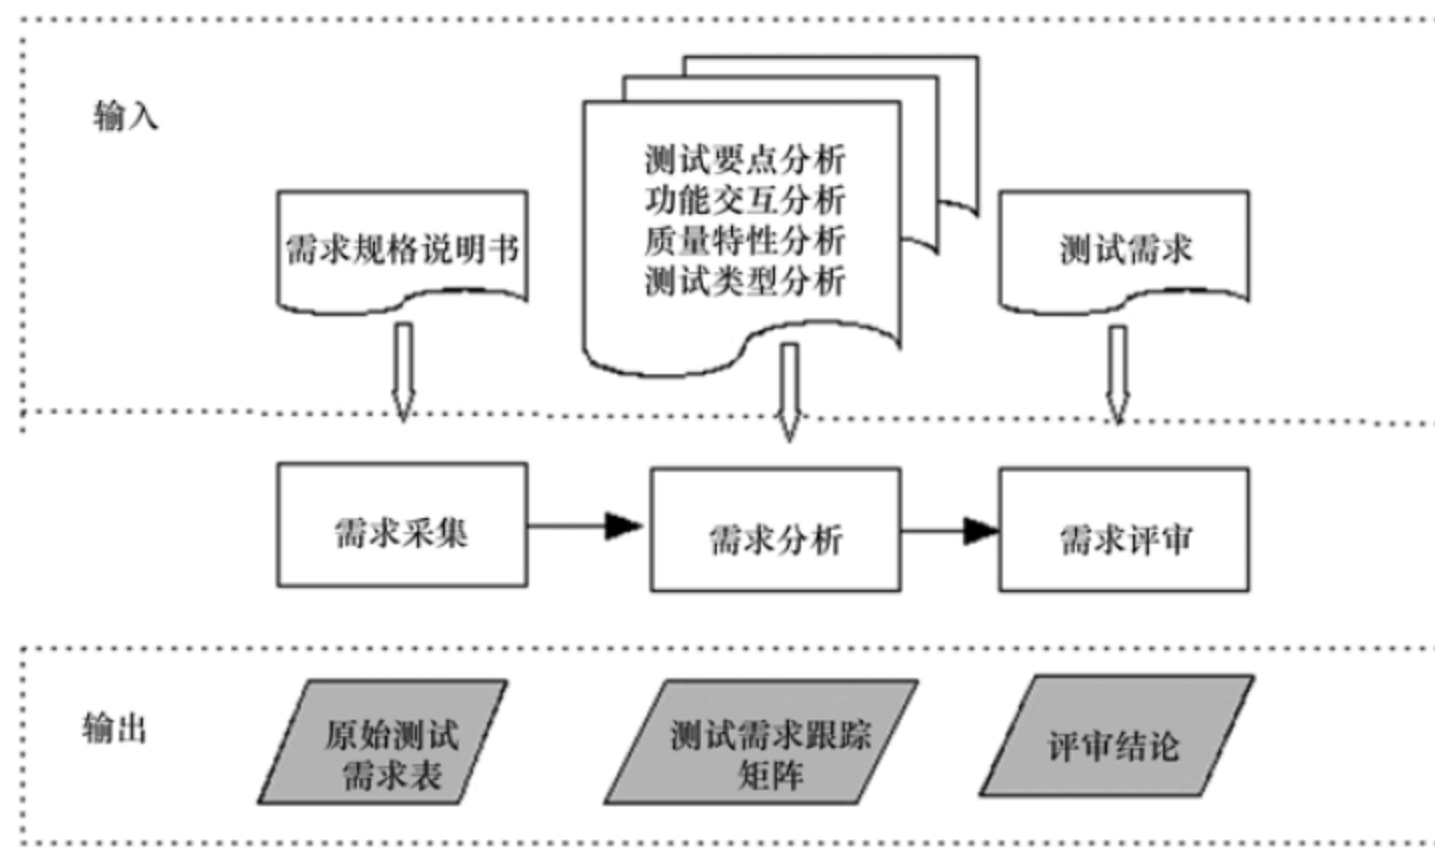 输入
需求规格说明书
测试要点分析
功能交互分析
质量特性分析
测试类型分析
测试需求
需求采集
需求分析
需求评审
输出
原始测试
需求表
测试需求跟踪
矩阵
评审结论